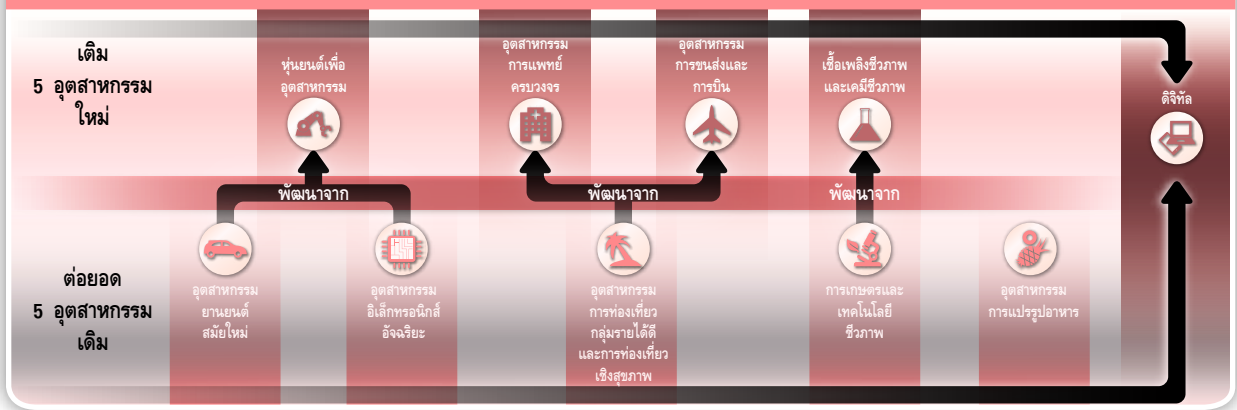 เติม
5 อุตสาหกรรม
ใหม่
หุ่นยนต์เพื่อ
อุตสาหกรรม
อุตสาหกรรม
การแพทย์
ครบวงจร
อุตสาหกรรม
การขนส่งและ
การบิน
เชื้อเพลิงชีวภาพ
และเคมีชีวภาพ
ดิจิทัล
พัฒนาจาก
พัฒนาจาก
พัฒนาจาก
ต่อยอด
5 อุตสาหกรรม
เดิม
อุตสาหกรรม
ยานยนต์
สมัยใหม่
อุตสาหกรรม
อิเล็กทรอนิกส์
อัจฉริยะ
อุตสาหกรรม
การท่องเที่ยว
กลุ่มรายได้ดี
และการท่องเที่ยว
เชิงสุขภาพ
การเกษตรและ
เทคโนโลยี
ชีวภาพ
อุตสาหกรรม
การแปรรูปอาหาร